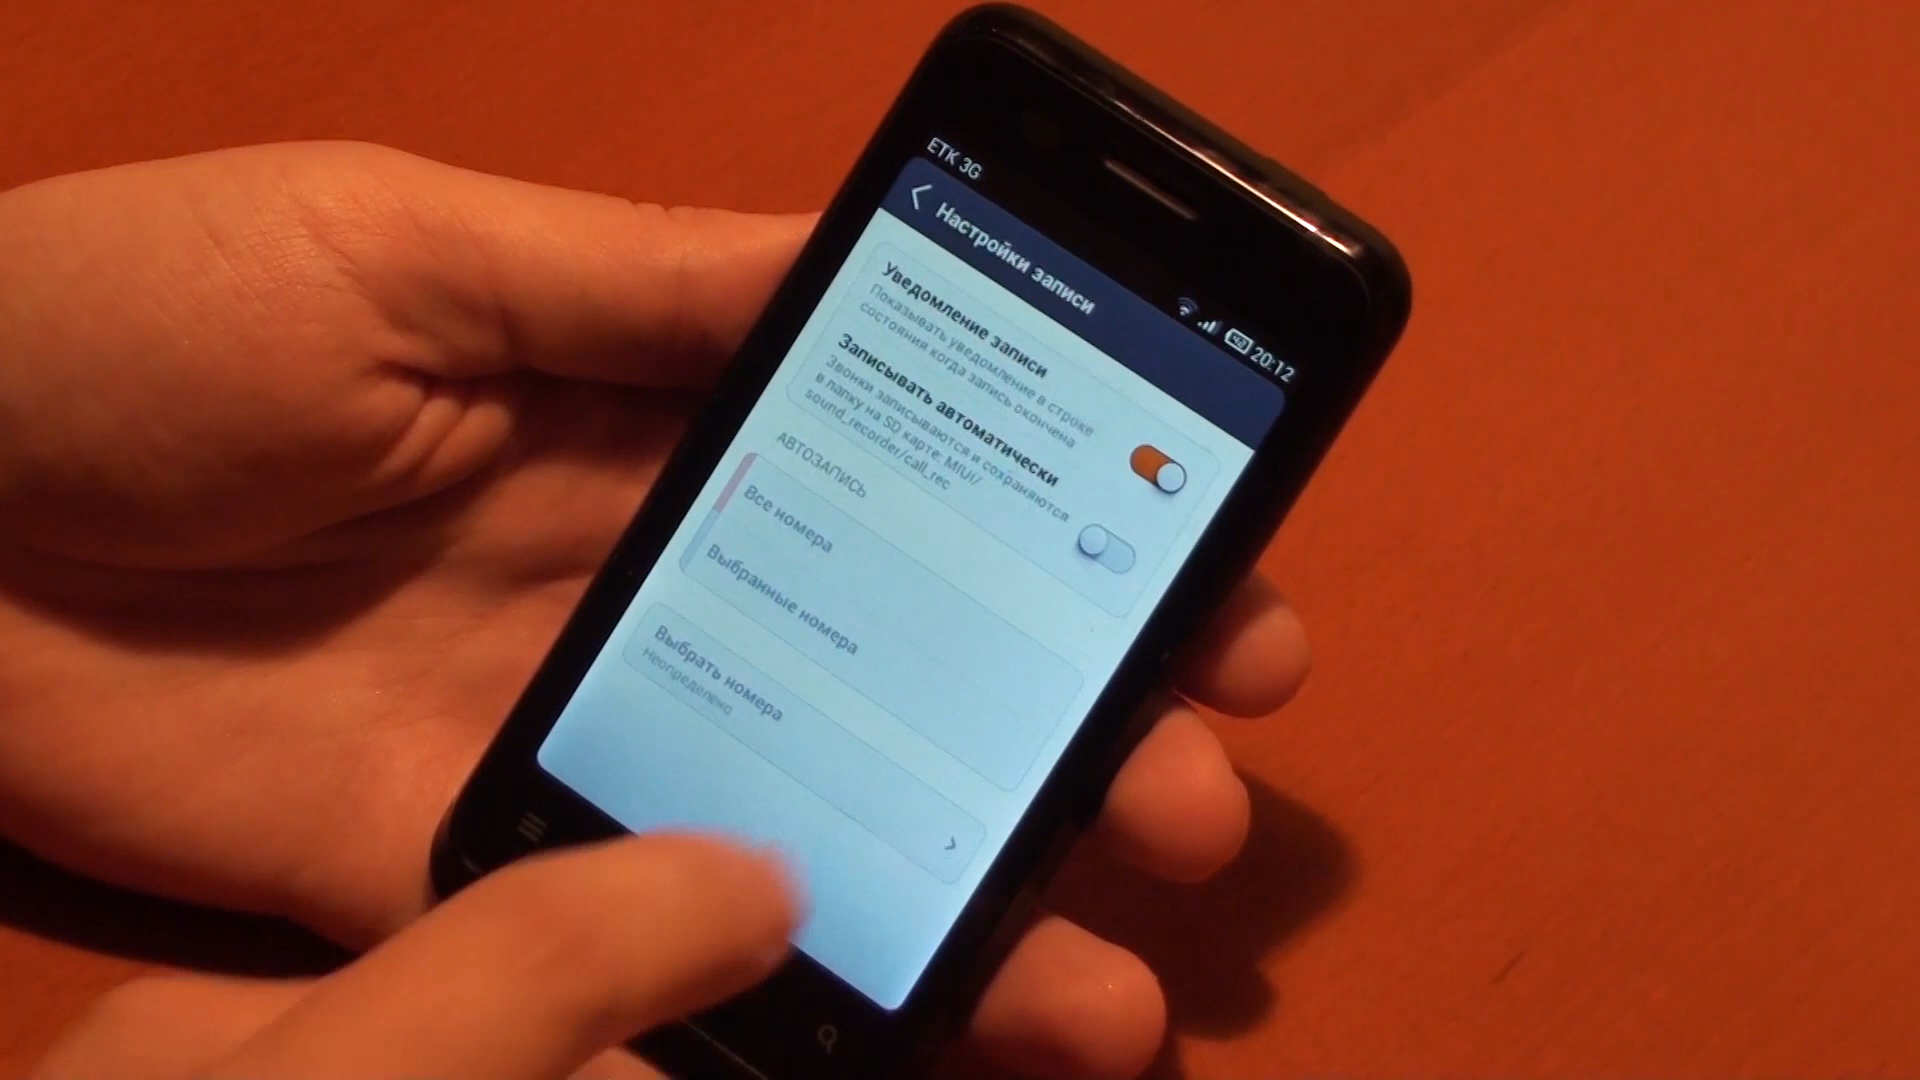 ETK 3G
42 20:12
Настройки записи
Уведомление записи
Показывать уведомление в строке
состояния когда запись окончена
Записывать автоматически
Звонки записываются и сохраняются
в папку на SD карте: MIUI/
sound_recorder/call_rec
АВТОЗАПИСЬ
Все номера
Выбранные номера
Выбрать номера
Неопределено